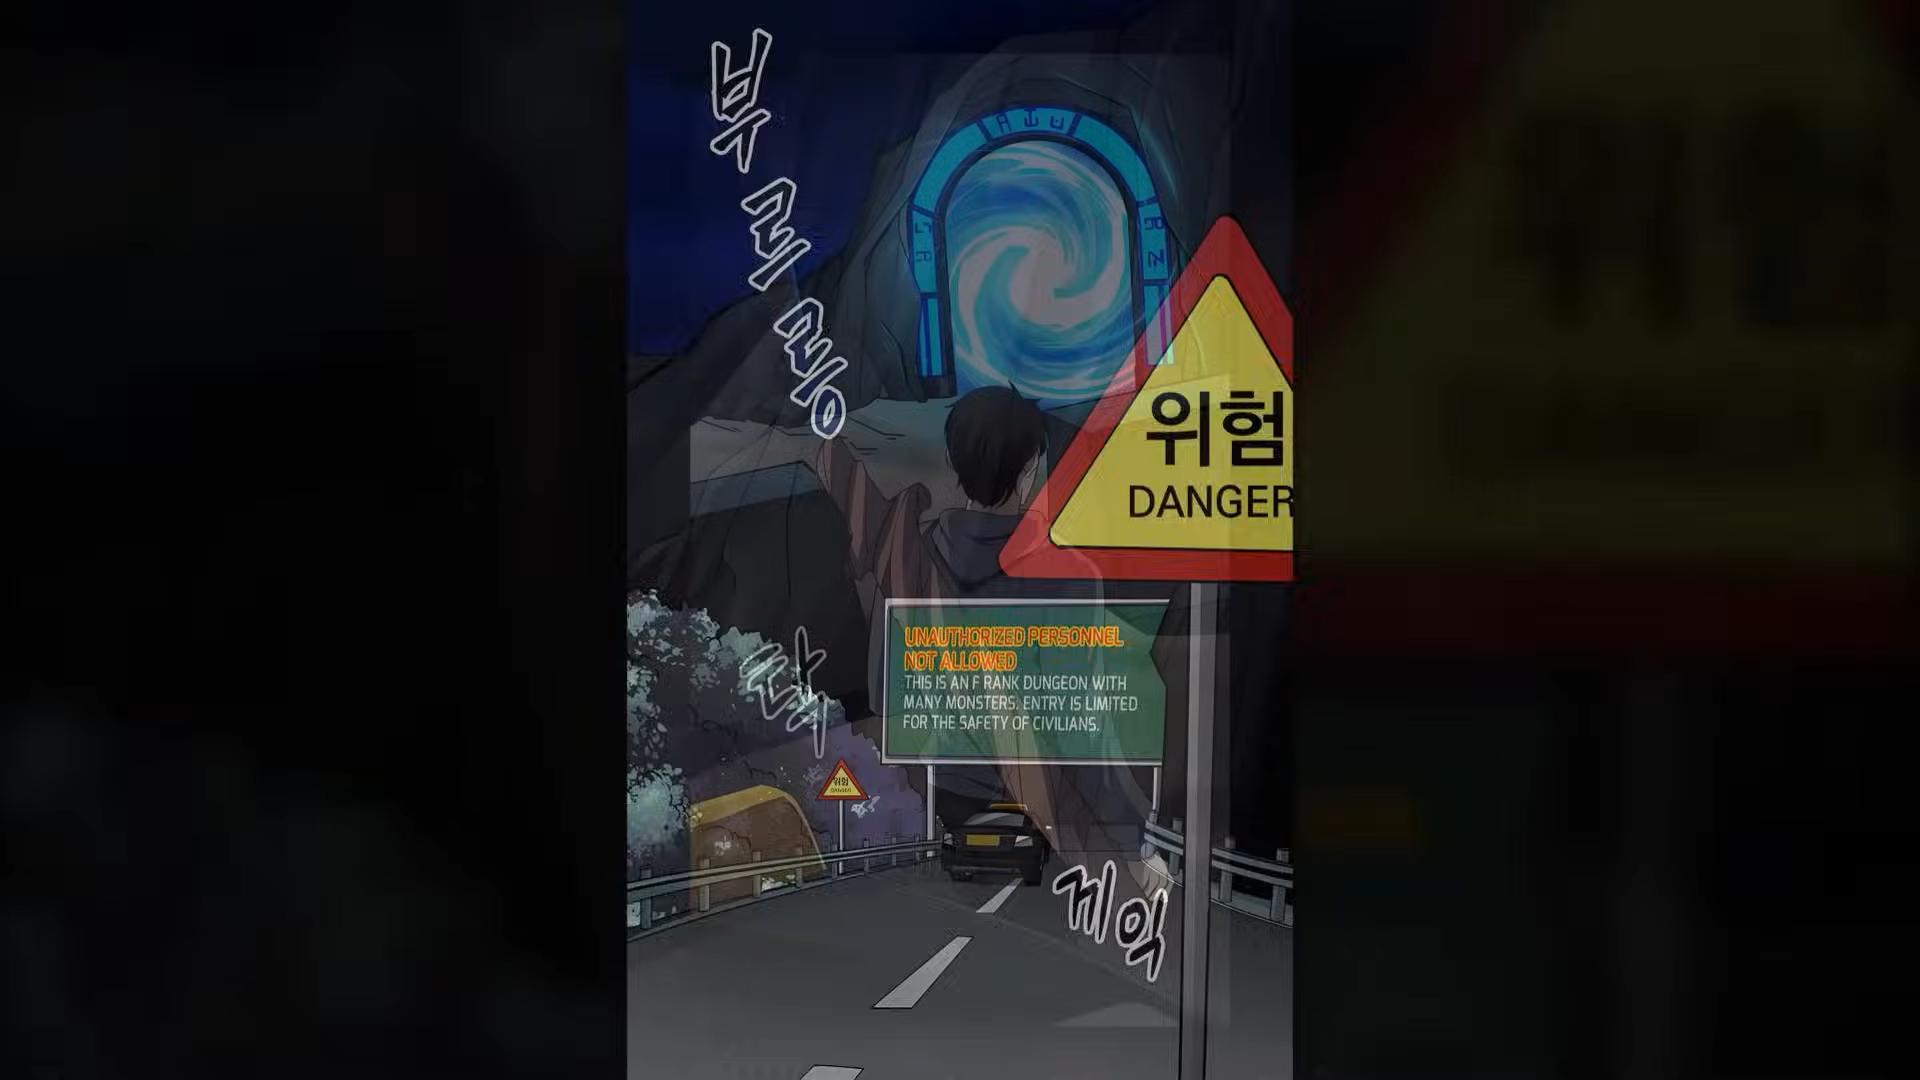 부르릉
위험
DANGER
UNAUTHORIZED PERSONNEL
NOT ALLOWED
THIS IS AN F RANK DUNGEON WITH
MANY MONSTERS. ENTRY IS LIMITED
FOR THE SAFETY OF CIVILIANS.
위험
DANGER
끼익